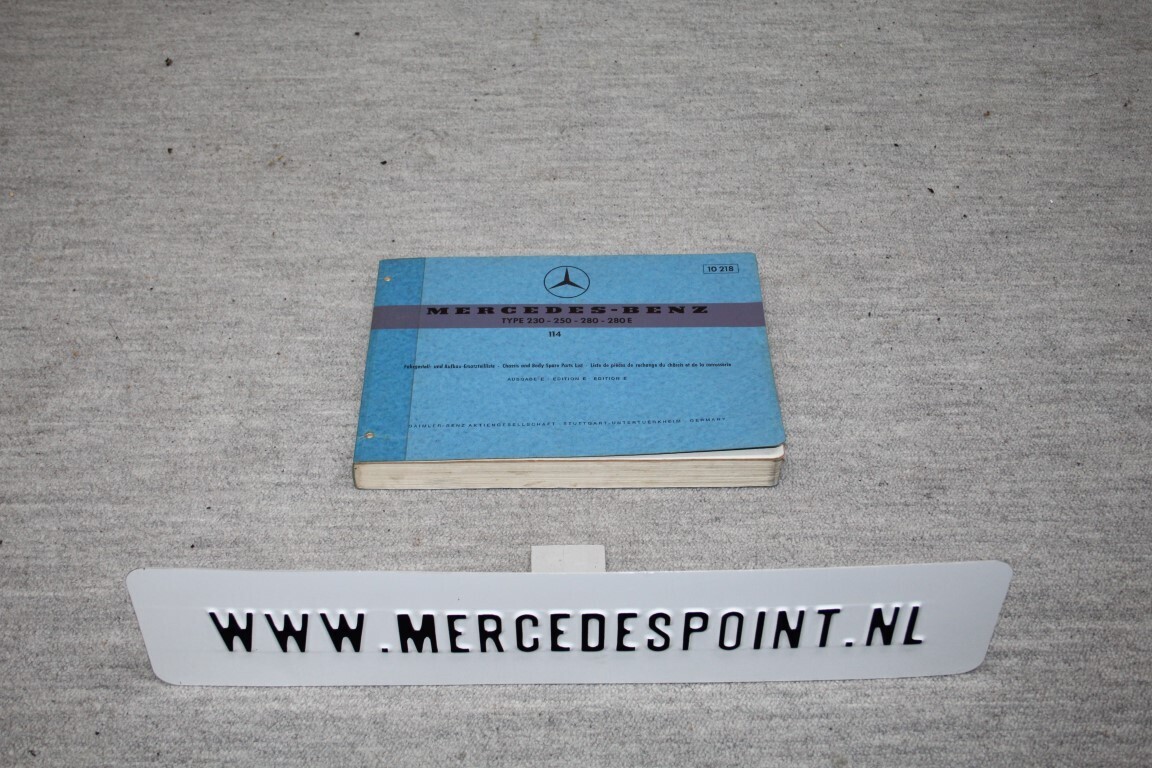 10 218
MERCEDES-BENZ
TYPE 230 - 250 - 280 - 280 E
114
Fahrgestell- und Aufbau-Ersatzteilliste · Chassis and Body Spare Parts List · Liste de pièces de rechange du châssis et de la carrosserie
AUSGABE E · EDITION E · EDITION E
DAIMLER-BENZ AKTIENGESELLSCHAFT · STUTTGART-UNTERTUERKHEIM · GERMANY
WWW.MERCEDESPOINT.NL